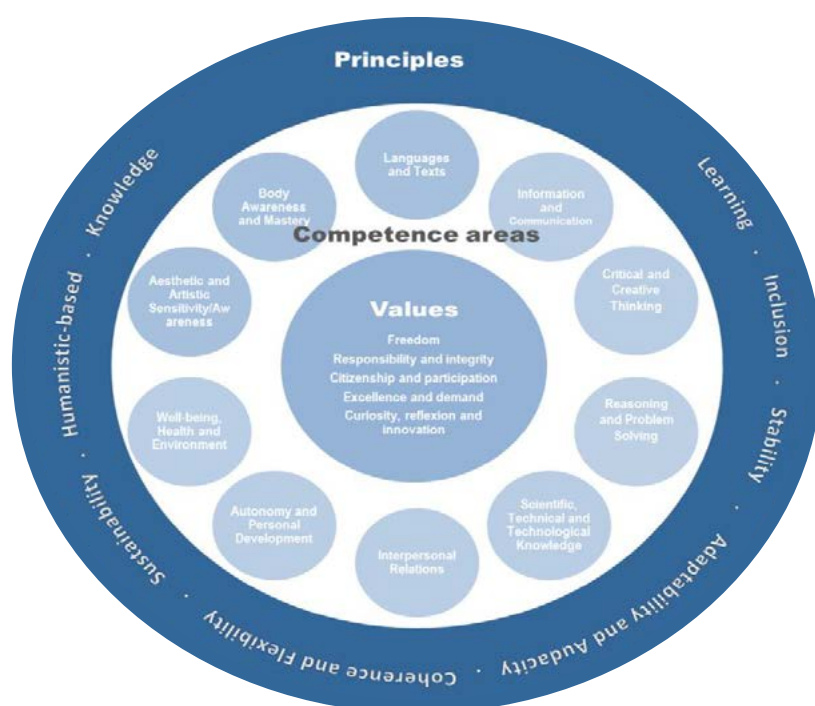 Principles
Learning · Inclusion · Stability · Adaptability and Audacity · Coherence and Flexibility · Sustainability · Humanistic-based · Knowledge
Languages
and Texts
Information
and
Communication
Critical and
Creative
Thinking
Reasoning
and Problem
Solving
Scientific,
Technical and
Technological
Knowledge
Interpersonal
Relations
Autonomy and
Personal
Development
Well-being,
Health and
Environment
Aesthetic and
Artistic
Sensitivity/Aw
areness
Body
Awareness
and Mastery
Competence areas
Values
Freedom
Responsibility and integrity
Citizenship and participation
Excellence and demand
Curiosity, reflexion and
innovation